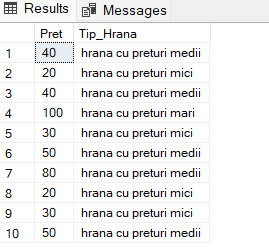 Results Messages
Pret Tip_Hrana
1 40 hrana cu preturi medii
2 20 hrana cu preturi mici
3 40 hrana cu preturi medii
4 100 hrana cu preturi mari
5 30 hrana cu preturi mici
6 50 hrana cu preturi medii
7 80 hrana cu preturi medii
8 20 hrana cu preturi mici
9 30 hrana cu preturi mici
10 50 hrana cu preturi medii